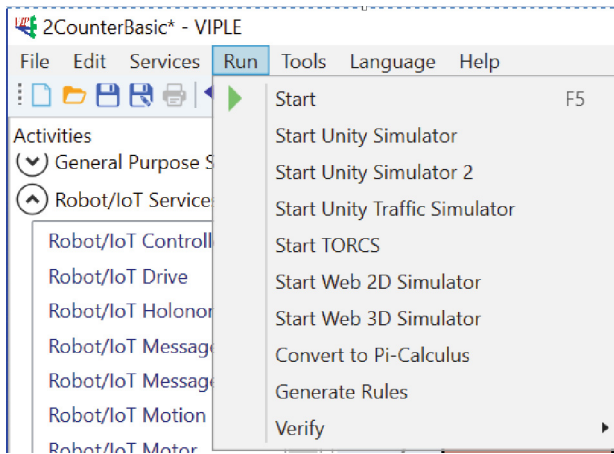 2CounterBasic* - VIPLE
File Edit Services Run Tools Language Help
Start F5
Start Unity Simulator
Start Unity Simulator 2
Start Unity Traffic Simulator
Start TORCS
Start Web 2D Simulator
Start Web 3D Simulator
Convert to Pi-Calculus
Generate Rules
Verify
Activities
General Purpose S
Robot/IoT Service
Robot/IoT Controll
Robot/IoT Drive
Robot/IoT Holonor
Robot/IoT Message
Robot/IoT Messag
Robot/IoT Motion
Robot/IoT Motor